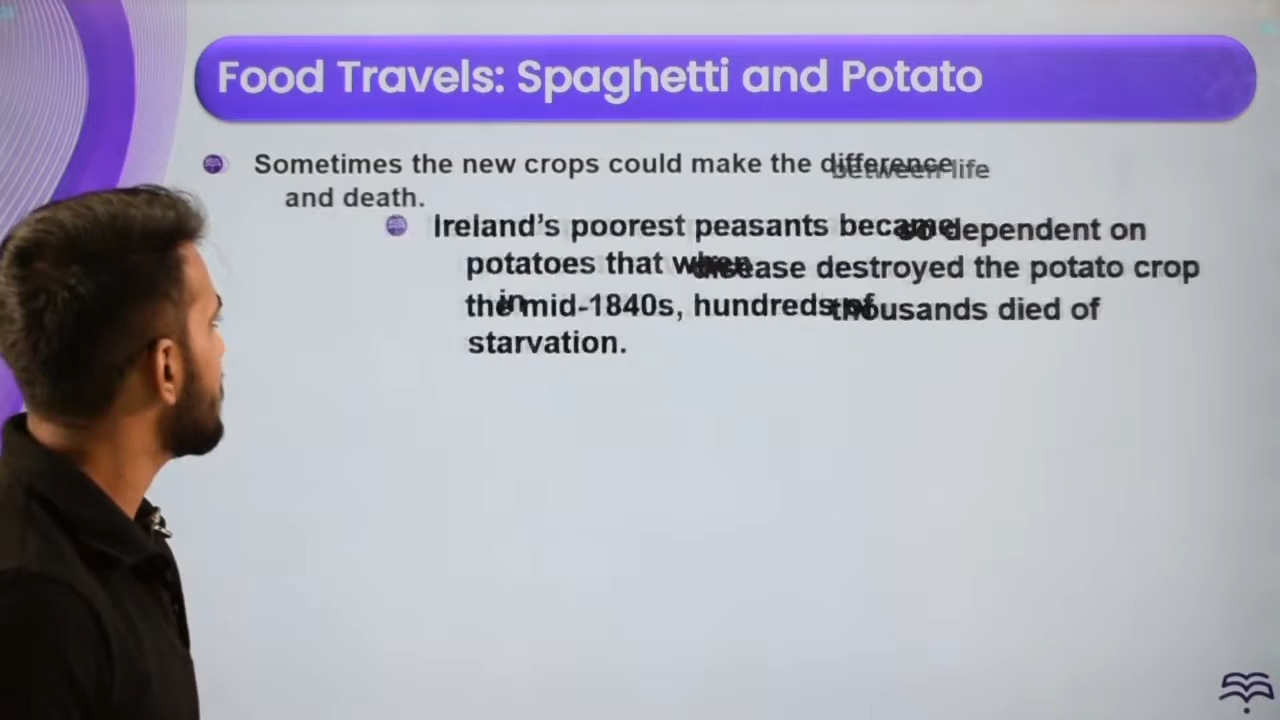 Food Travels: Spaghetti and Potato
Sometimes the new crops could make the difference between life
and death.
Ireland's poorest peasants became so dependent on
potatoes that when disease destroyed the potato crop
in the mid-1840s, hundreds of thousands died of
starvation.